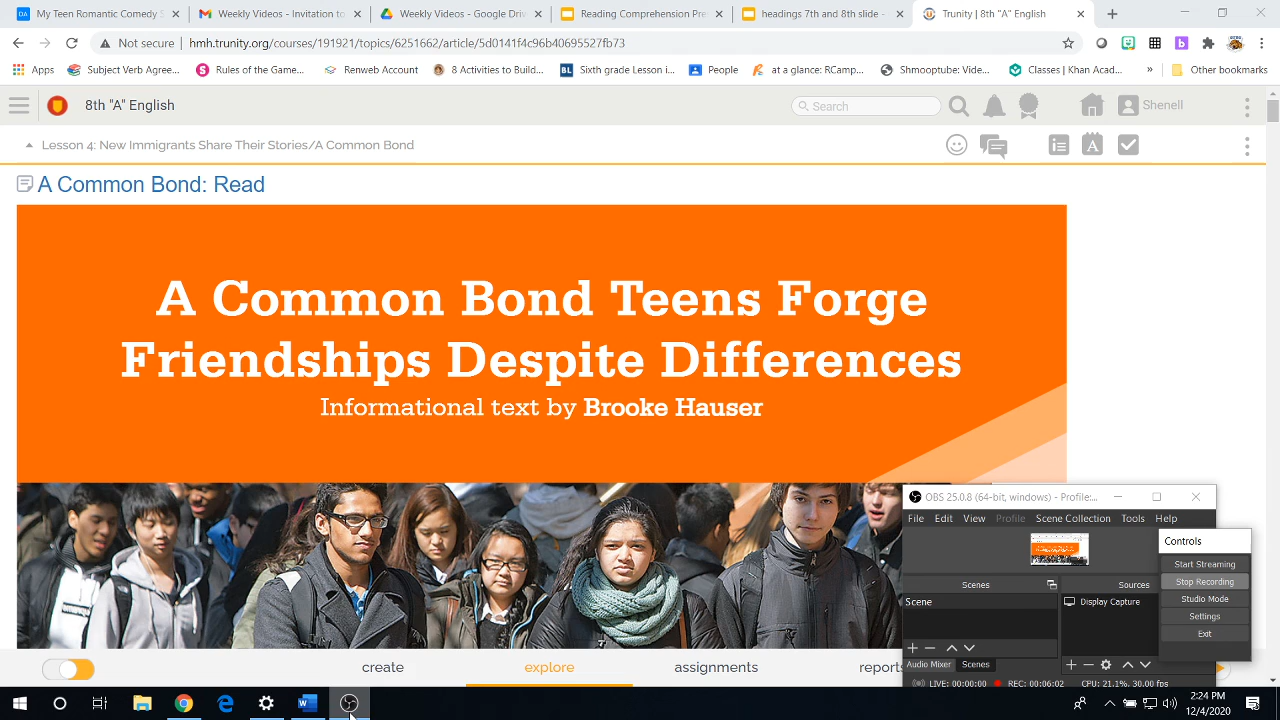 My Teen Romantic Comedy S
Weekly Videos - Invitation to
Weekly Videos - Google Driv
Reading Comprehension Pre
headings 7th and 8th slide -
Trunity | 8th "A" English
Not secure | hmh.trunity.org/courses/191921/topics/6251362/article/5d0141f4c96b40695527fb73
Apps
Subject Verb Agree...
Rules of the Game...
Renweb Account
8 Activities to Build...
Sixth grade Lesson i...
People
at a glance: RCamp...
Shmooptube: Vide...
Classes | Khan Acad...
»
Other bookmarks
8th "A" English
Search
Shenell
Lesson 4: New Immigrants Share Their Stories/A Common Bond
A Common Bond: Read
A Common Bond Teens Forge
Friendships Despite Differences
Informational text by Brooke Hauser
OBS 25.0.8 (64-bit, windows) - Profile:...
File Edit View Profile Scene Collection Tools Help
Controls
Start Streaming
Stop Recording
Studio Mode
Settings
Exit
Scenes
Sources
Scene
Display Capture
Audio Mixer Scenes
LIVE: 00:00:00 REC: 00:06:02 CPU: 21.1%, 30.00 fps
create
explore
assignments
reports
2:24 PM
12/4/2020